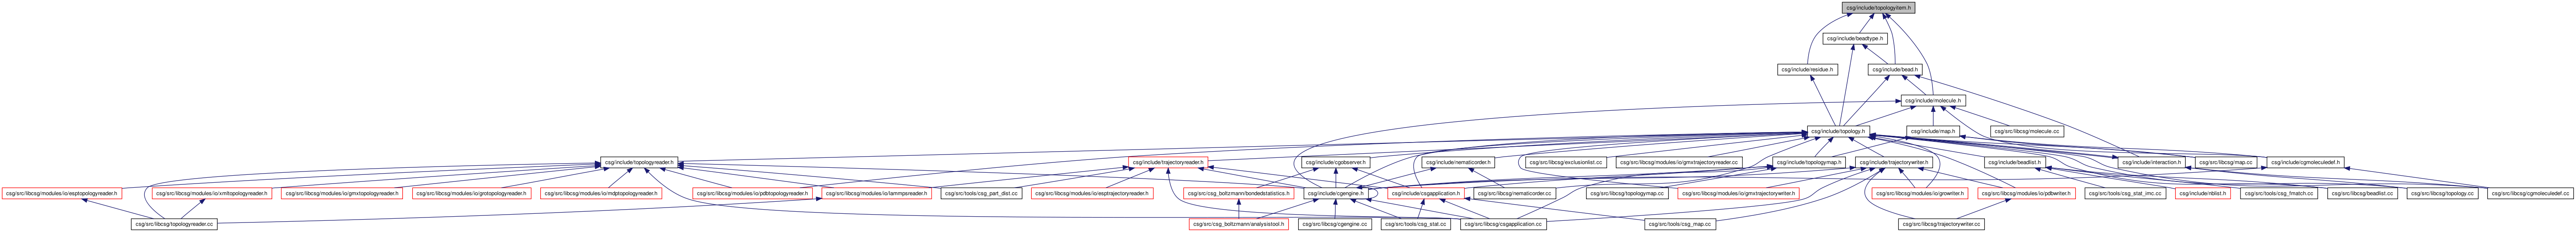 csg/include/topologyitem.h
csg/include/beadtype.h
csg/include/residue.h
csg/include/bead.h
csg/include/molecule.h
csg/include/topology.h
csg/include/map.h
csg/src/libcsg/molecule.cc
csg/include/topologyreader.h
csg/include/trajectoryreader.h
csg/include/cgobserver.h
csg/include/nematicorder.h
csg/src/libcsg/exclusionlist.cc
csg/src/libcsg/modules/io/gmxtrajectoryreader.cc
csg/include/topologymap.h
csg/include/trajectorywriter.h
csg/include/beadlist.h
csg/include/interaction.h
csg/src/libcsg/map.cc
csg/include/cgmoleculedef.h
csg/src/libcsg/modules/io/esptopologyreader.h
csg/src/libcsg/modules/io/xmltopologyreader.h
csg/src/libcsg/modules/io/gmxtopologyreader.h
csg/src/libcsg/modules/io/grotopologyreader.h
csg/src/libcsg/modules/io/mdptopologyreader.h
csg/src/libcsg/modules/io/pdbtopologyreader.h
csg/src/libcsg/modules/io/lammpsreader.h
csg/src/tools/csg_part_dist.cc
csg/src/libcsg/modules/io/esptrajectoryreader.h
csg/src/csg_boltzmann/bondedstatistics.h
csg/include/cgengine.h
csg/include/csgapplication.h
csg/src/libcsg/nematicorder.cc
csg/src/libcsg/topologymap.cc
csg/src/libcsg/modules/io/gmxtrajectorywriter.h
csg/src/libcsg/modules/io/growriter.h
csg/src/libcsg/modules/io/pdbwriter.h
csg/src/tools/csg_stat_imc.cc
csg/include/nblist.h
csg/src/tools/csg_fmatch.cc
csg/src/libcsg/beadlist.cc
csg/src/libcsg/topology.cc
csg/src/libcsg/cgmoleculedef.cc
csg/src/libcsg/topologyreader.cc
csg/src/csg_boltzmann/analysistool.h
csg/src/libcsg/cgengine.cc
csg/src/tools/csg_stat.cc
csg/src/libcsg/csgapplication.cc
csg/src/tools/csg_map.cc
csg/src/libcsg/trajectorywriter.cc